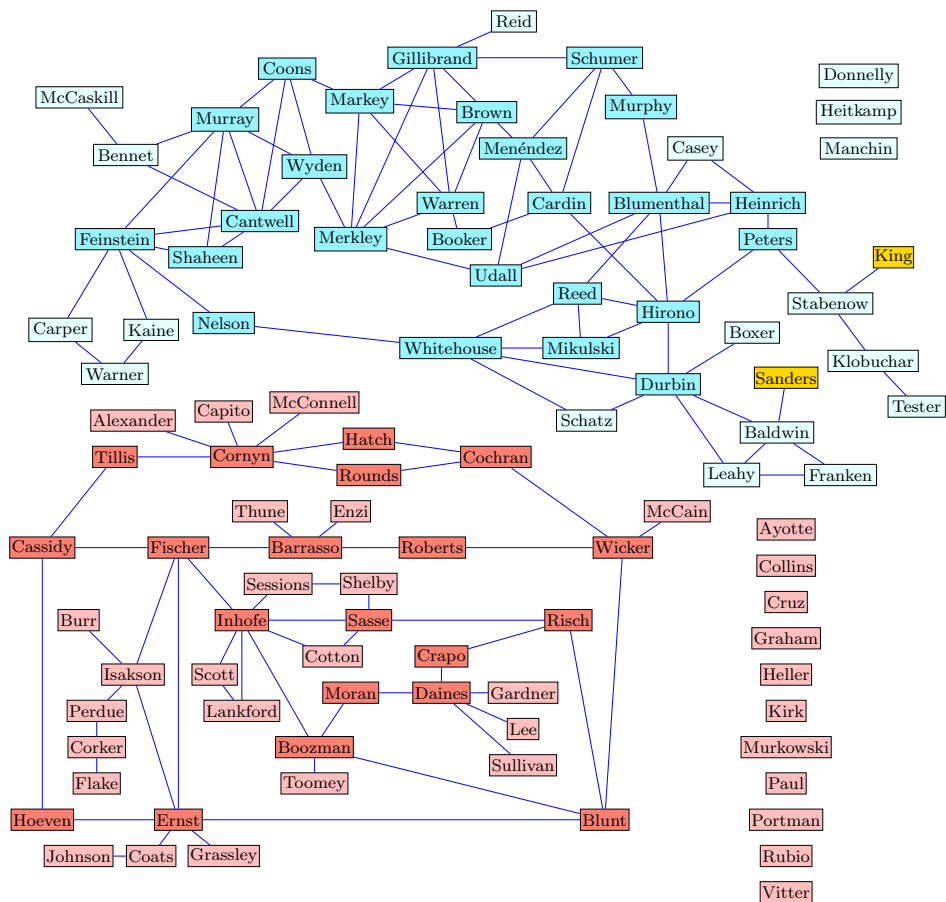 Reid
Gillibrand
Schumer
Coons
Donnelly
McCaskill
Markey
Murphy
Heitkamp
Brown
Murray
Menéndez
Casey
Manchin
Bennet
Wyden
Warren
Cardin
Blumenthal
Heinrich
Cantwell
Feinstein
Merkley
Booker
Peters
Shaheen
King
Udall
Reed
Stabenow
Carper
Kaine
Nelson
Hirono
Boxer
Whitehouse
Mikulski
Klobuchar
Warner
Durbin
Sanders
Tester
McConnell
Capito
Alexander
Schatz
Baldwin
Hatch
Tillis
Cornyn
Cochran
Rounds
Leahy
Franken
Thune
Enzi
McCain
Ayotte
Cassidy
Fischer
Barrasso
Roberts
Wicker
Collins
Sessions
Shelby
Cruz
Burr
Inhofe
Sasse
Risch
Graham
Cotton
Crapo
Isakson
Scott
Heller
Moran
Daines
Gardner
Perdue
Lankford
Kirk
Lee
Corker
Boozman
Murkowski
Sullivan
Flake
Toomey
Paul
Hoeven
Ernst
Blunt
Portman
Johnson
Coats
Grassley
Rubio
Vitter